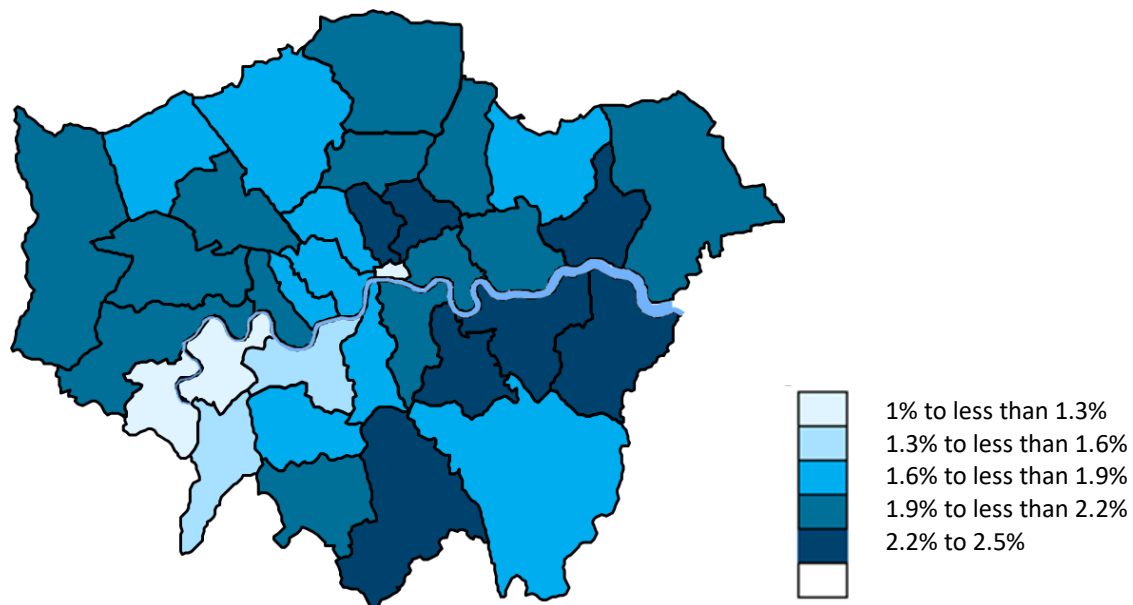 1% to less than 1.3%
1.3% to less than 1.6%
1.6% to less than 1.9%
1.9% to less than 2.2%
2.2% to 2.5%